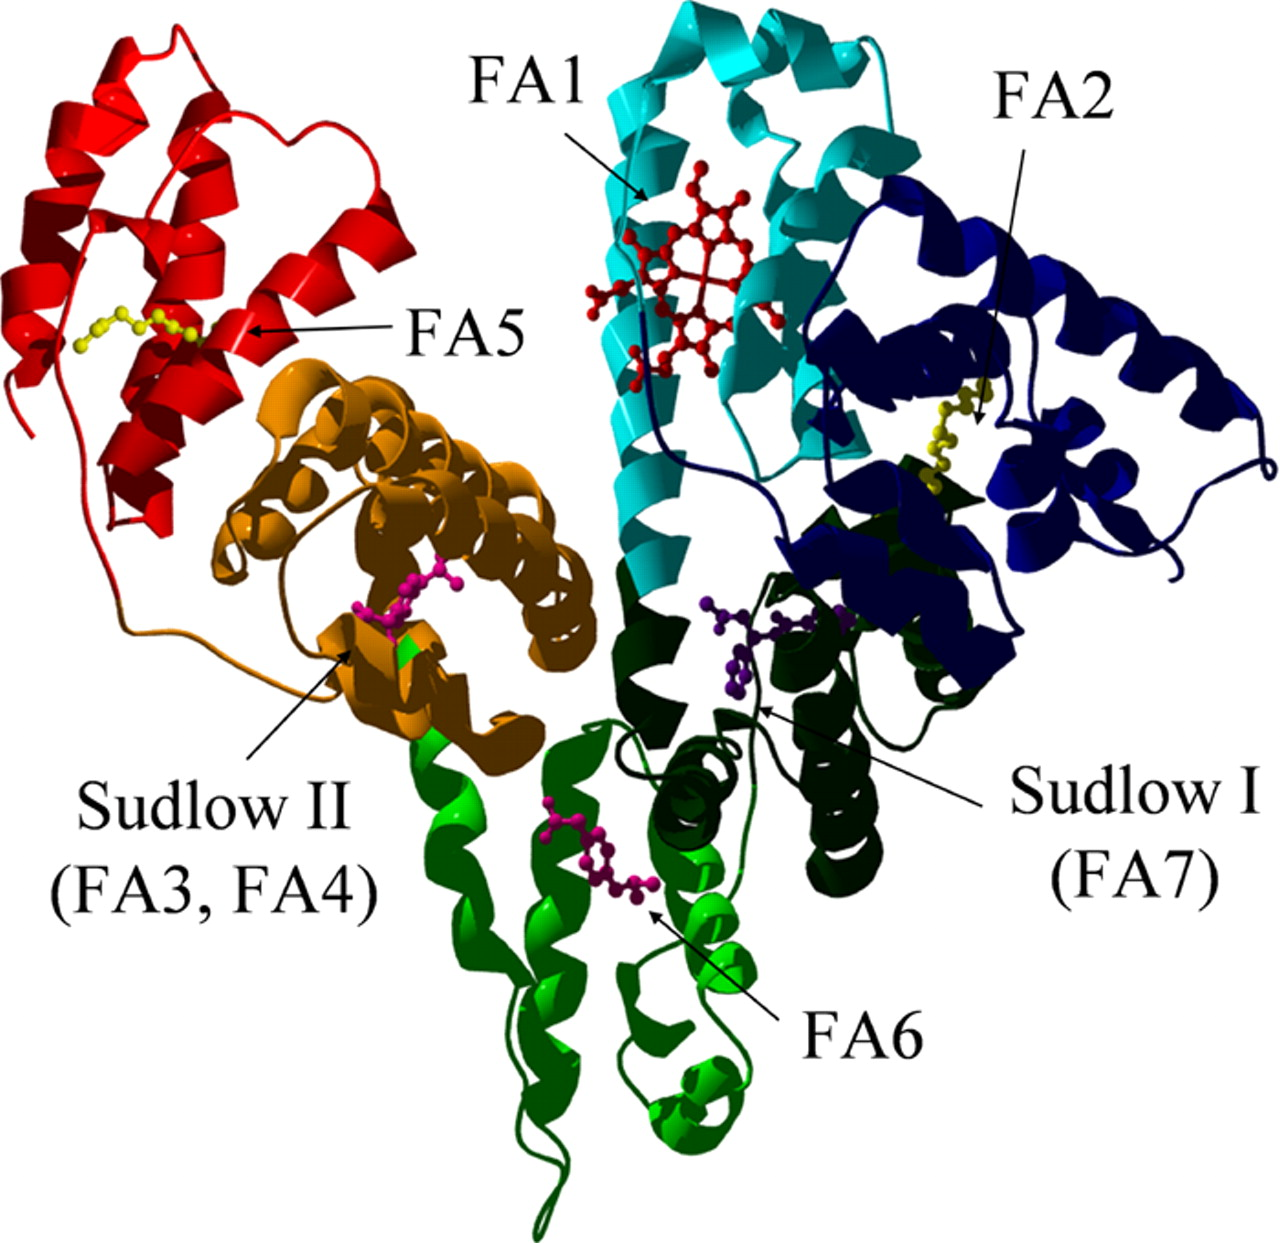 FA1
FA2
FA5
Sudlow II
(FA3, FA4)
Sudlow I
(FA7)
FA6